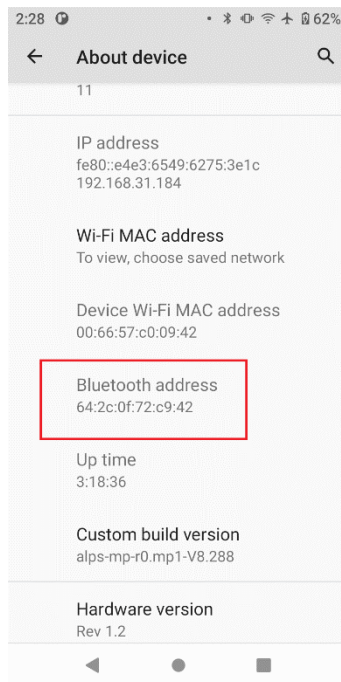 2:28 62%
About device
11
IP address
fe80::e4e3:6549:6275:3e1c
192.168.31.184
Wi-Fi MAC address
To view, choose saved network
Device Wi-Fi MAC address
00:66:57:c0:09:42
Bluetooth address
64:2c:0f:72:c9:42
Up time
3:18:36
Custom build version
alps-mp-r0.mp1-V8.288
Hardware version
Rev 1.2